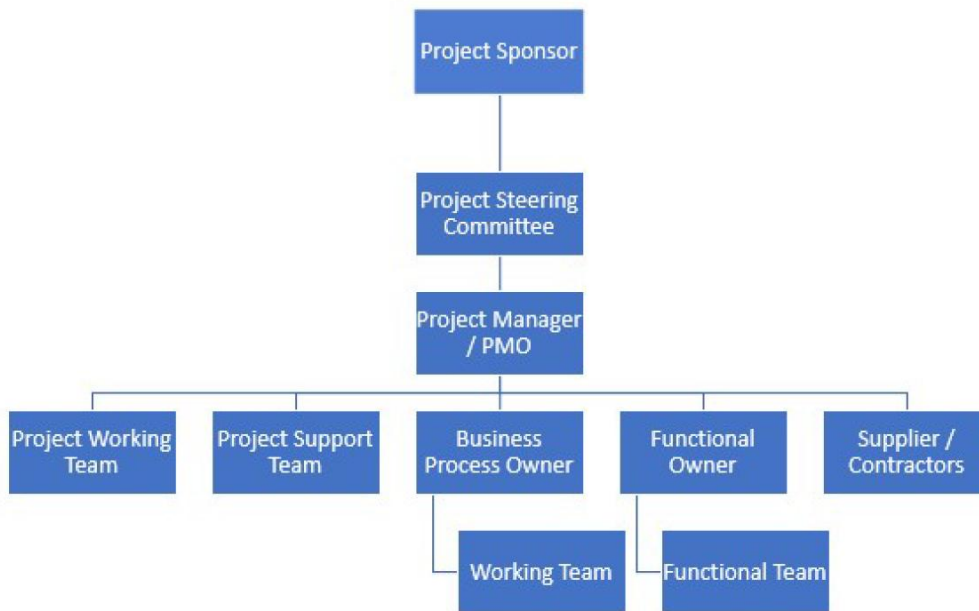 Project Sponsor
Project Steering
Committee
Project Manager
/ PMO
Project Working
Team
Project Support
Team
Business
Process Owner
Functional
Owner
Supplier /
Contractors
Working Team
Functional Team